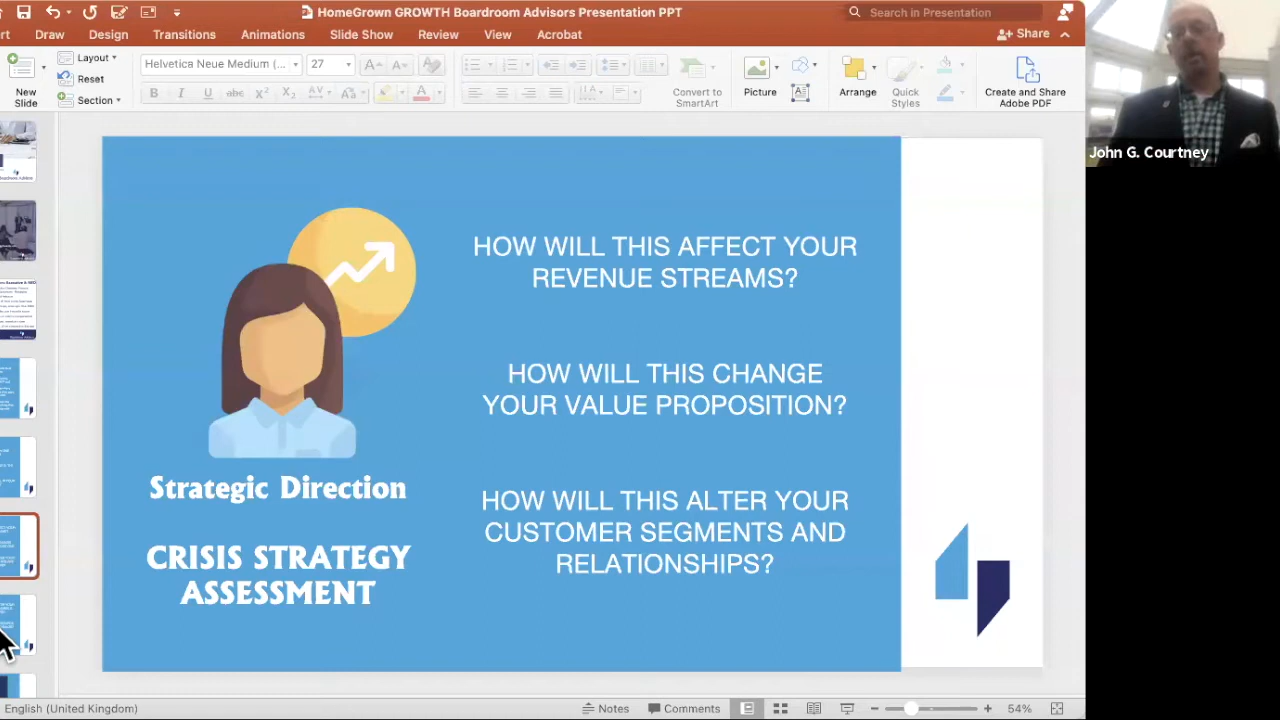 HomeGrown GROWTH Boardroom Advisors Presentation PPT
Search in Presentation
Draw
Design
Transitions
Animations
Slide Show
Review
View
Acrobat
Share
New
Slide
Layout
Reset
Section
Helvetica Neue Medium (...
27
Convert to
SmartArt
Picture
Arrange
Quick
Styles
Create and Share
Adobe PDF
John G. Courtney
HOW WILL THIS AFFECT YOUR
REVENUE STREAMS?
HOW WILL THIS CHANGE
YOUR VALUE PROPOSITION?
HOW WILL THIS ALTER YOUR
CUSTOMER SEGMENTS AND
RELATIONSHIPS?
Strategic Direction
CRISIS STRATEGY
ASSESSMENT
English (United Kingdom)
Notes
Comments
54%